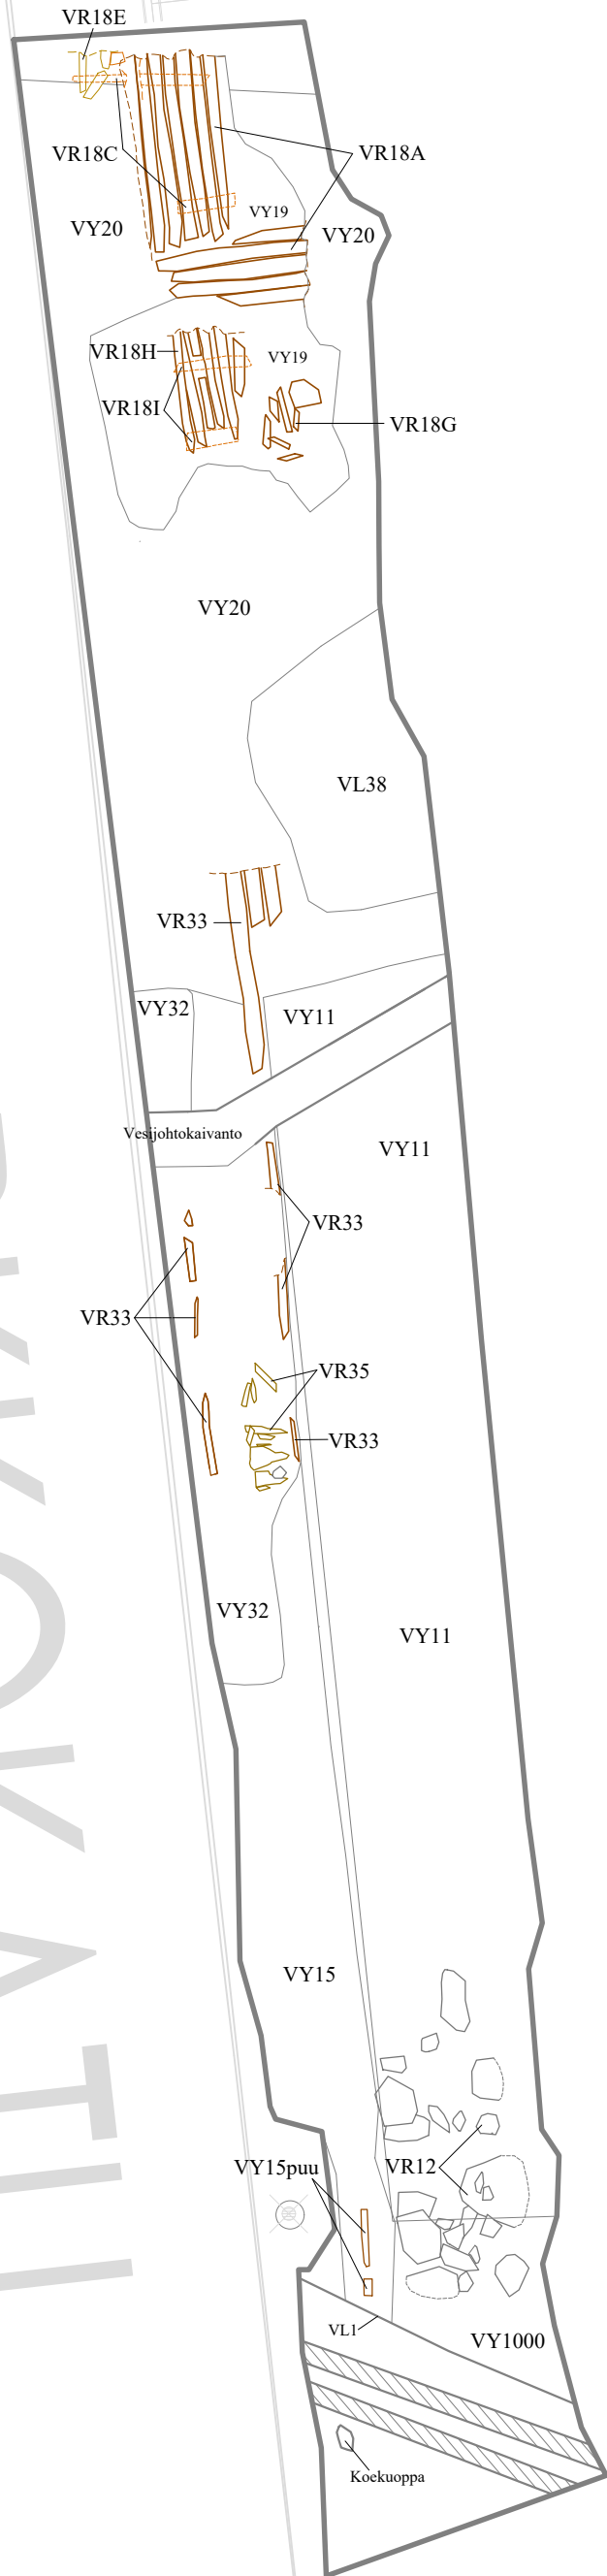 VR18E
VR18C
VR18A
VY19
VY20
VY20
VR18H
VY19
VR18I
VR18G
VY20
VL38
VR33
VY32
VY11
Vesijohtokaivanto
VY11
VR33
VR33
VR35
VR33
VY32
VY11
VY15
VY15puu
VR12
VL1
VY1000
Koekuoppa